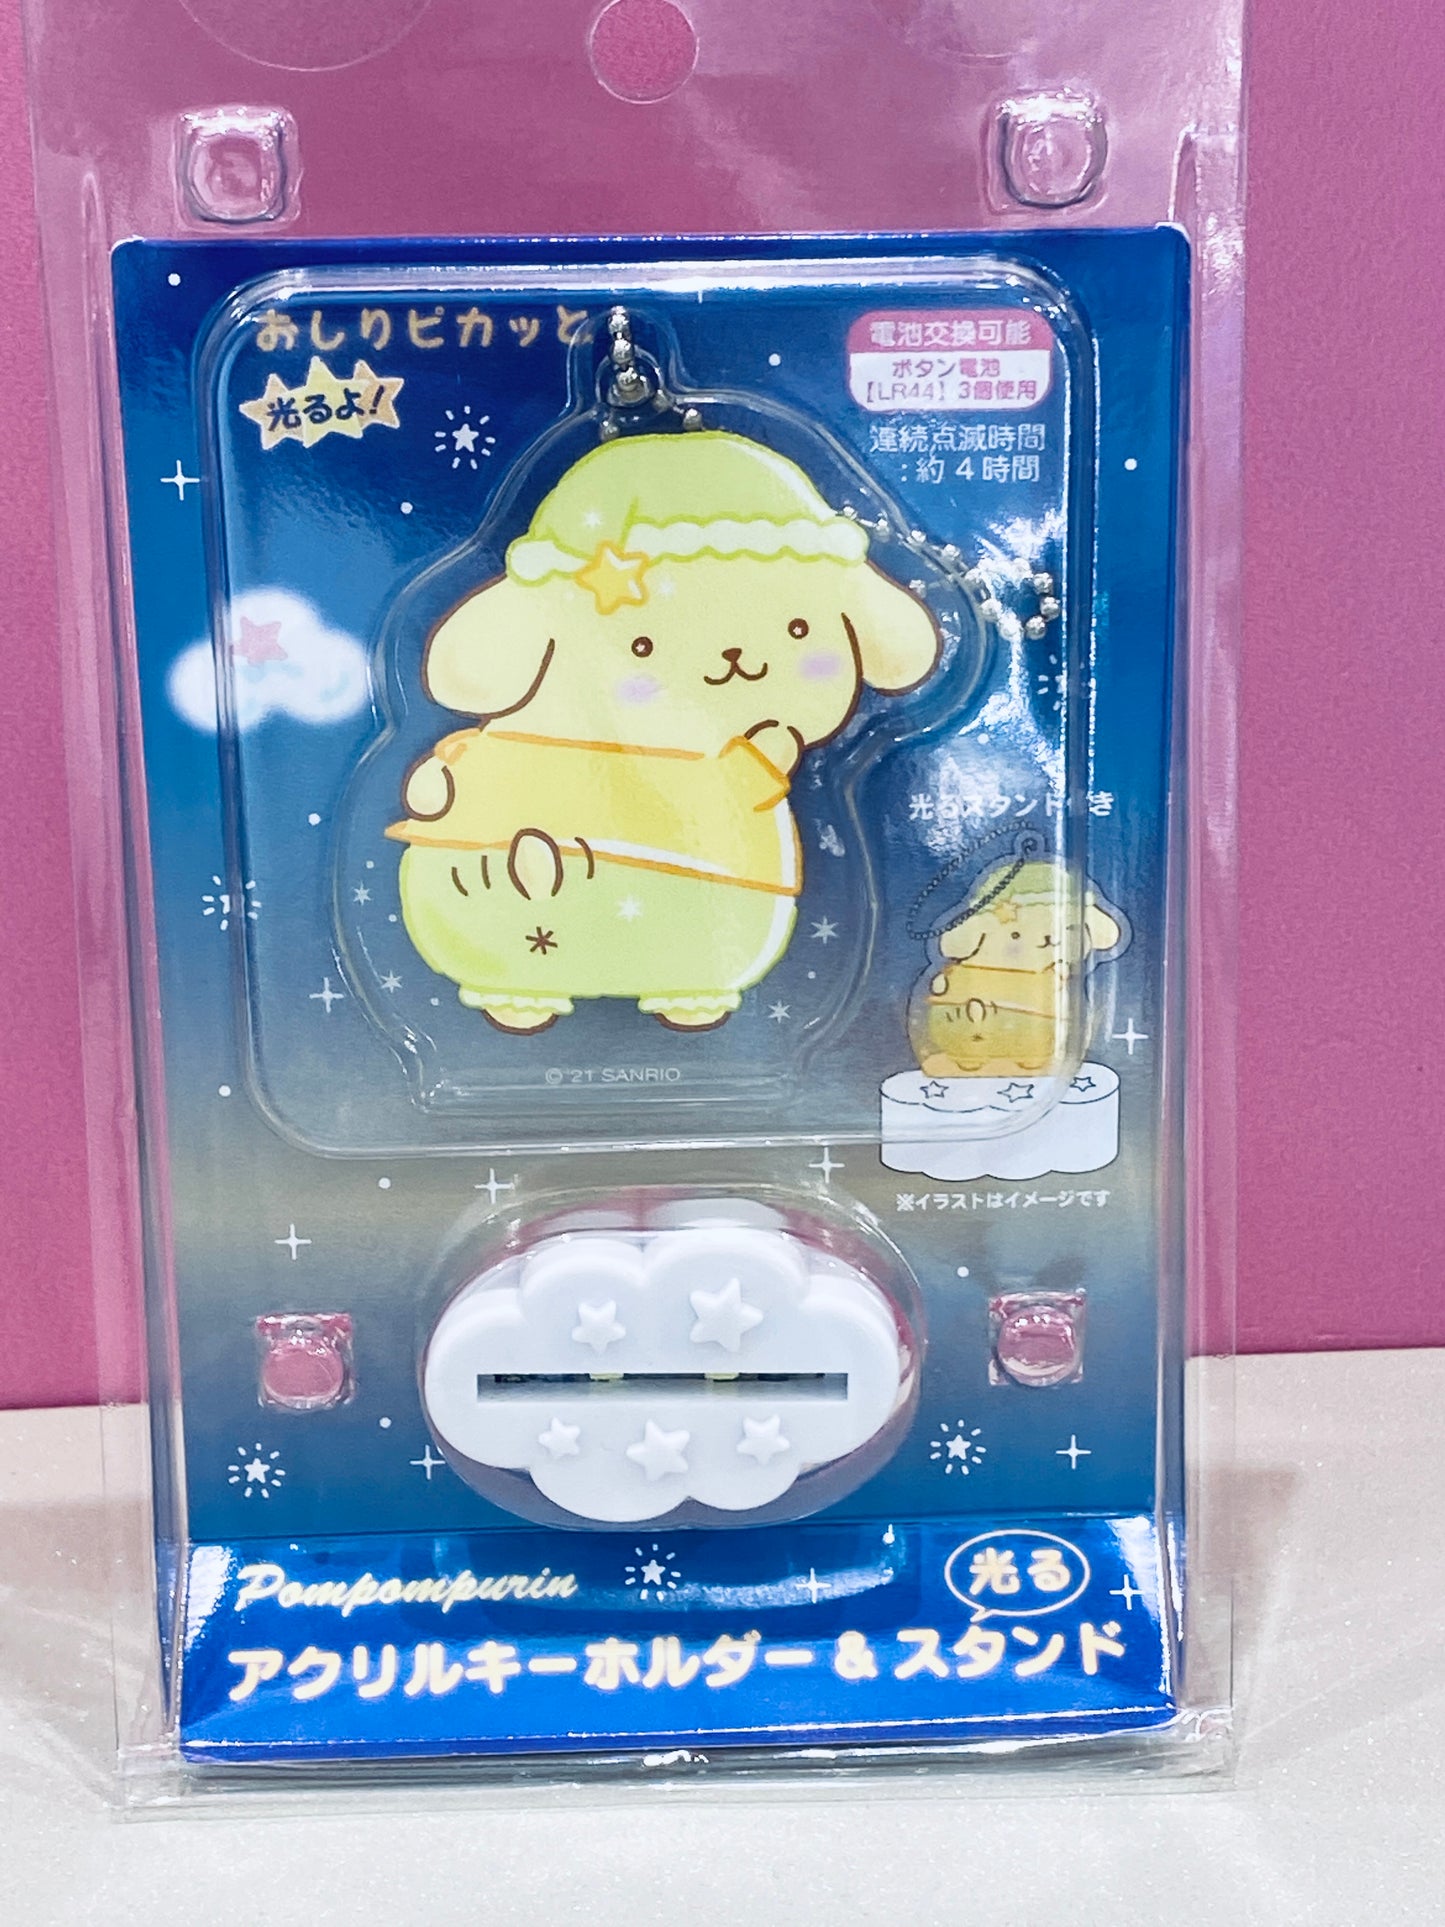 おしりピカッと
光るよ!
電池交換可能
ボタン電池
【LR44】3個使用
連続点滅時間
:約4時間
光るスタンド付き
© '21 SANRIO
※イラストはイメージです
Pompompurin
光る
アクリルキーホルダー&スタンド